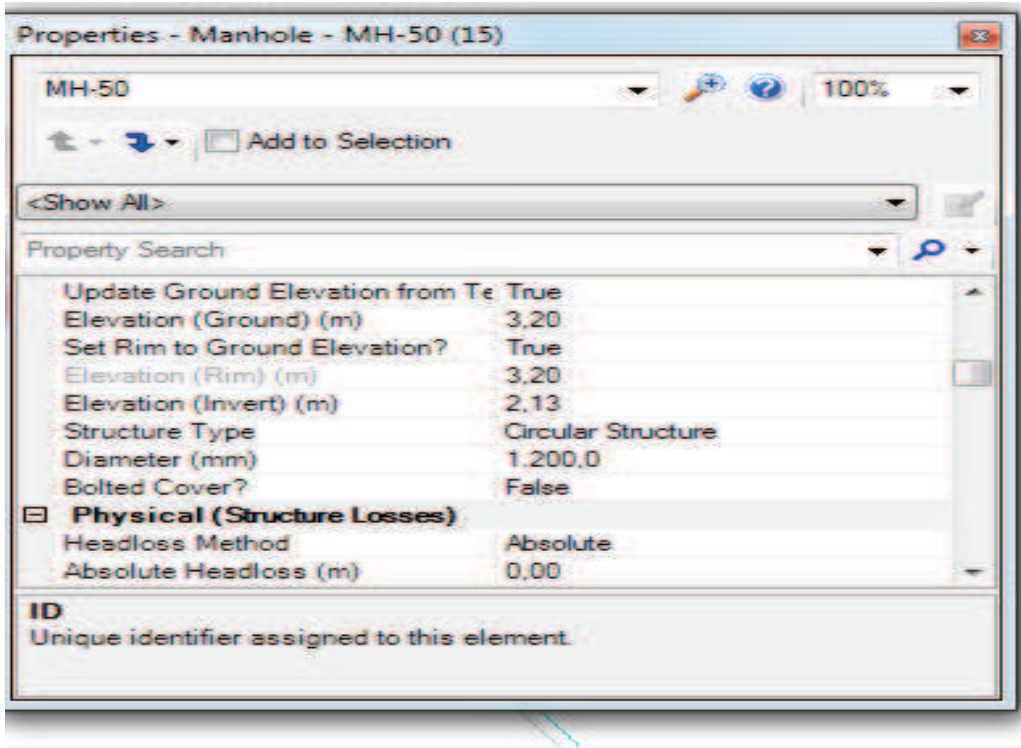 Properties - Manhole - MH-50 (15)
MH-50 100%
Add to Selection
<Show All>
Property Search
Update Ground Elevation from Te True
Elevation (Ground) (m) 3,20
Set Rim to Ground Elevation? True
Elevation (Rim) (m) 3,20
Elevation (Invert) (m) 2,13
Structure Type Circular Structure
Diameter (mm) 1.200,0
Bolted Cover? False
Physical (Structure Losses)
Headloss Method Absolute
Absolute Headloss (m) 0,00
ID
Unique identifier assigned to this element.